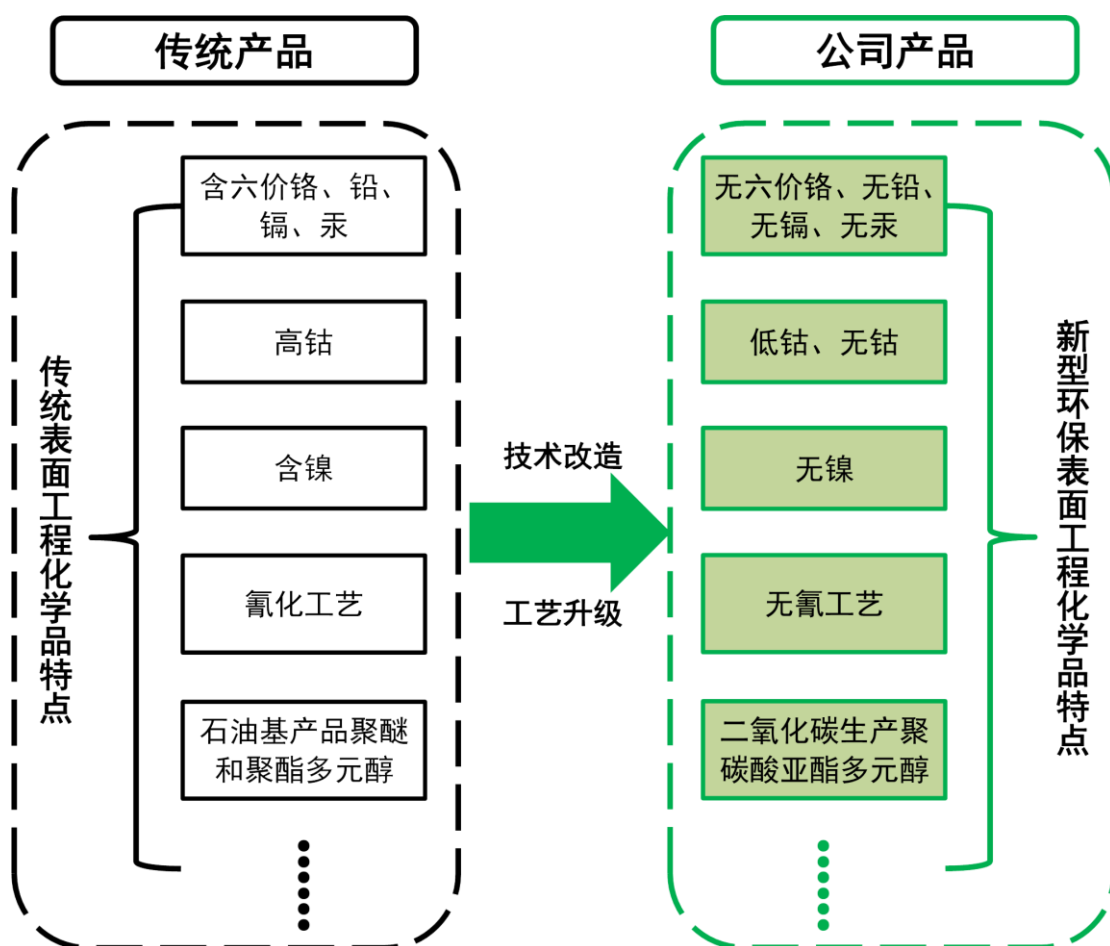 传统产品
公司产品
传统表面工程化学品特点
含六价铬、铅、
镉、汞
高钴
含镍
氰化工艺
石油基产品聚醚
和聚酯多元醇
技术改造
工艺升级
无六价铬、无铅、
无镉、无汞
低钴、无钴
无镍
无氰工艺
二氧化碳生产聚
碳酸亚酯多元醇
新型环保表面工程化学品特点